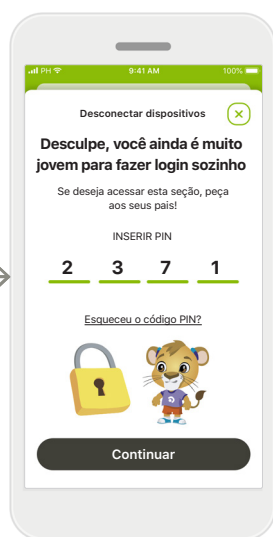 PH 9:41 AM 100%
Desconectar dispositivos
Desculpe, você ainda é muito
jovem para fazer login sozinho
Se deseja acessar esta seção, peça
aos seus pais!
INSERIR PIN
2 3 7 1
Esqueceu o código PIN?
Continuar